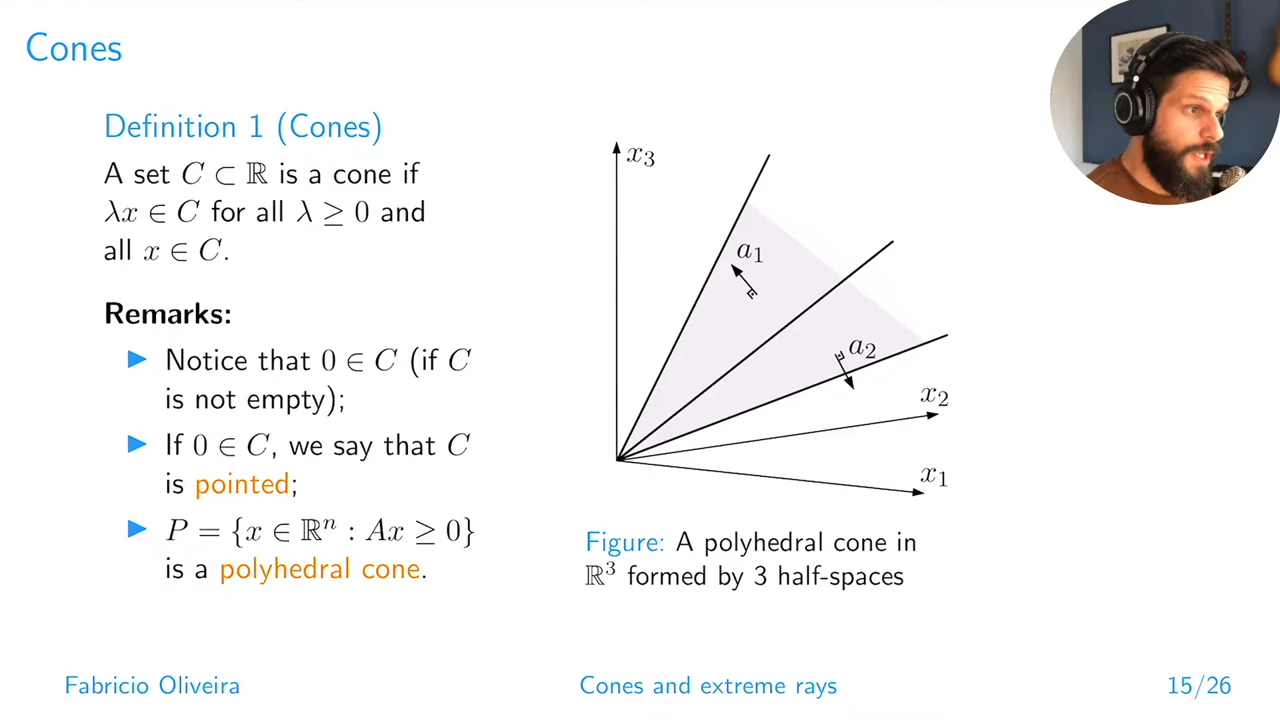 Cones
Definition 1 (Cones)
A set C ⊂ ℝ is a cone if
λx ∈ C for all λ ≥ 0 and
all x ∈ C.
Remarks:
▶ Notice that 0 ∈ C (if C
is not empty);
▶ If 0 ∈ C, we say that C
is pointed;
▶ P = {x ∈ ℝⁿ : Ax ≥ 0}
is a polyhedral cone.
x₃
a₁
a₂
x₂
x₁
Figure: A polyhedral cone in
ℝ³ formed by 3 half-spaces
Fabricio Oliveira
Cones and extreme rays
15/26